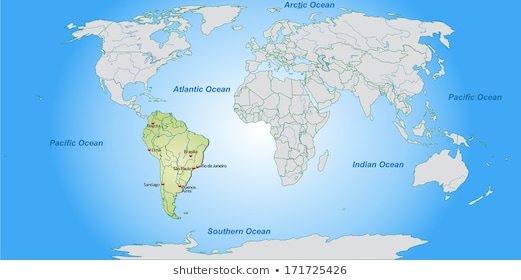 Arctic Ocean
Atlantic Ocean
Pacific Ocean
Pacific Ocean
Bogota
Lima
Brasilia
Sao Paulo
Rio de Janeiro
Indian Ocean
Santiago
Buenos
Aires
Southern Ocean
shutterstock.com • 171725426